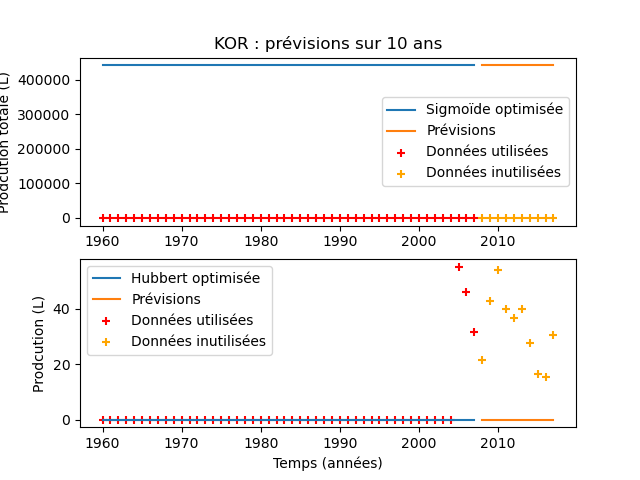 KOR : prévisions sur 10 ans
Prodcution totale (L)
400000
300000
200000
100000
0
Sigmoïde optimisée
Prévisions
Données utilisées
Données inutilisées
1960 1970 1980 1990 2000 2010
Prodcution (L)
40
20
0
Hubbert optimisée
Prévisions
Données utilisées
Données inutilisées
1960 1970 1980 1990 2000 2010
Temps (années)